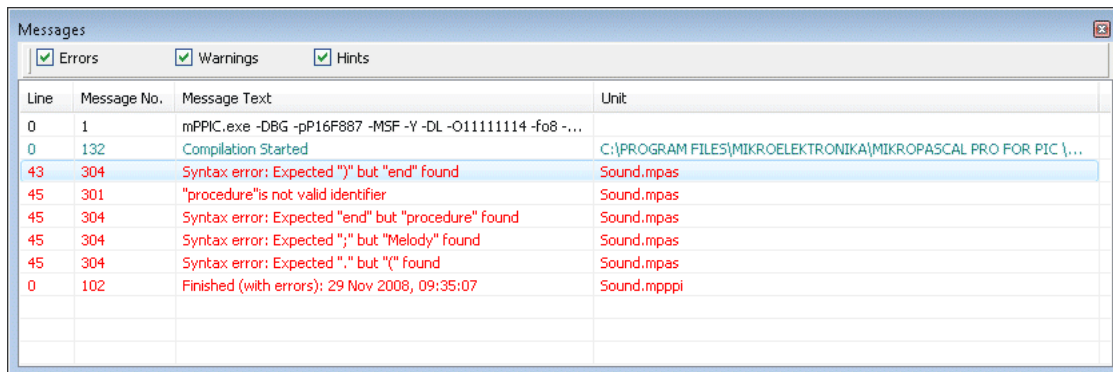 Messages
Errors Warnings Hints
Line Message No. Message Text Unit
0 1 mPPIC.exe -DBG -pP16F887 -MSF -Y -DL -O11111114 -fo8 -...
0 132 Compilation Started C:\PROGRAM FILES\MIKROELEKTRONIKA\MIKROPASCAL PRO FOR PIC \...
43 304 Syntax error: Expected ")" but "end" found Sound.mpas
45 301 "procedure"is not valid identifier Sound.mpas
45 304 Syntax error: Expected "end" but "procedure" found Sound.mpas
45 304 Syntax error: Expected ";" but "Melody" found Sound.mpas
45 304 Syntax error: Expected "." but "(" found Sound.mpas
0 102 Finished (with errors): 29 Nov 2008, 09:35:07 Sound.mpppi